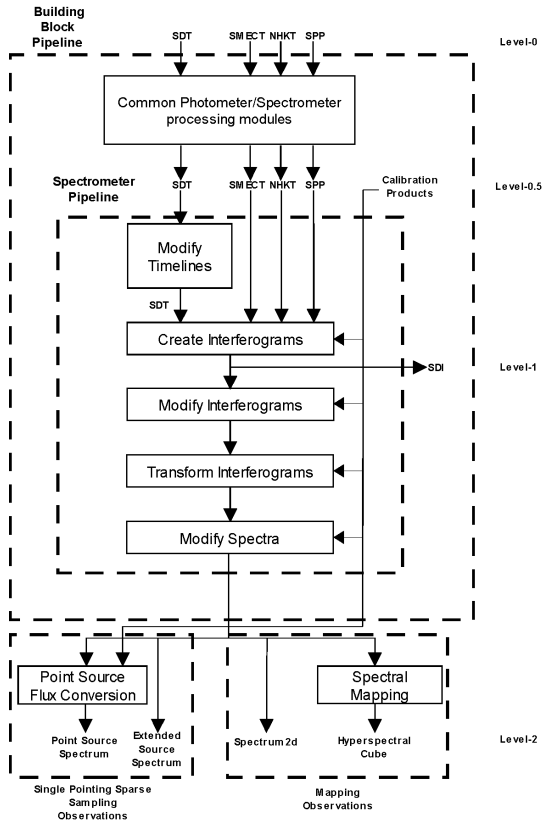 Building
Block
Pipeline
SDT
SMECT NHKT SPP
Level-0
Common Photometer/Spectrometer
processing modules
Spectrometer
Pipeline
SDT
SMECT NHKT SPP
Calibration
Products
Level-0.5
Modify
Timelines
SDT
Create Interferograms
SDI
Level-1
Modify Interferograms
Transform Interferograms
Modify Spectra
Point Source
Flux Conversion
Spectral
Mapping
Point Source
Spectrum
Extended
Source
Spectrum
Spectrum2d
Hyperspectral
Cube
Level-2
Single Pointing Sparse
Sampling
Observations
Mapping
Observations